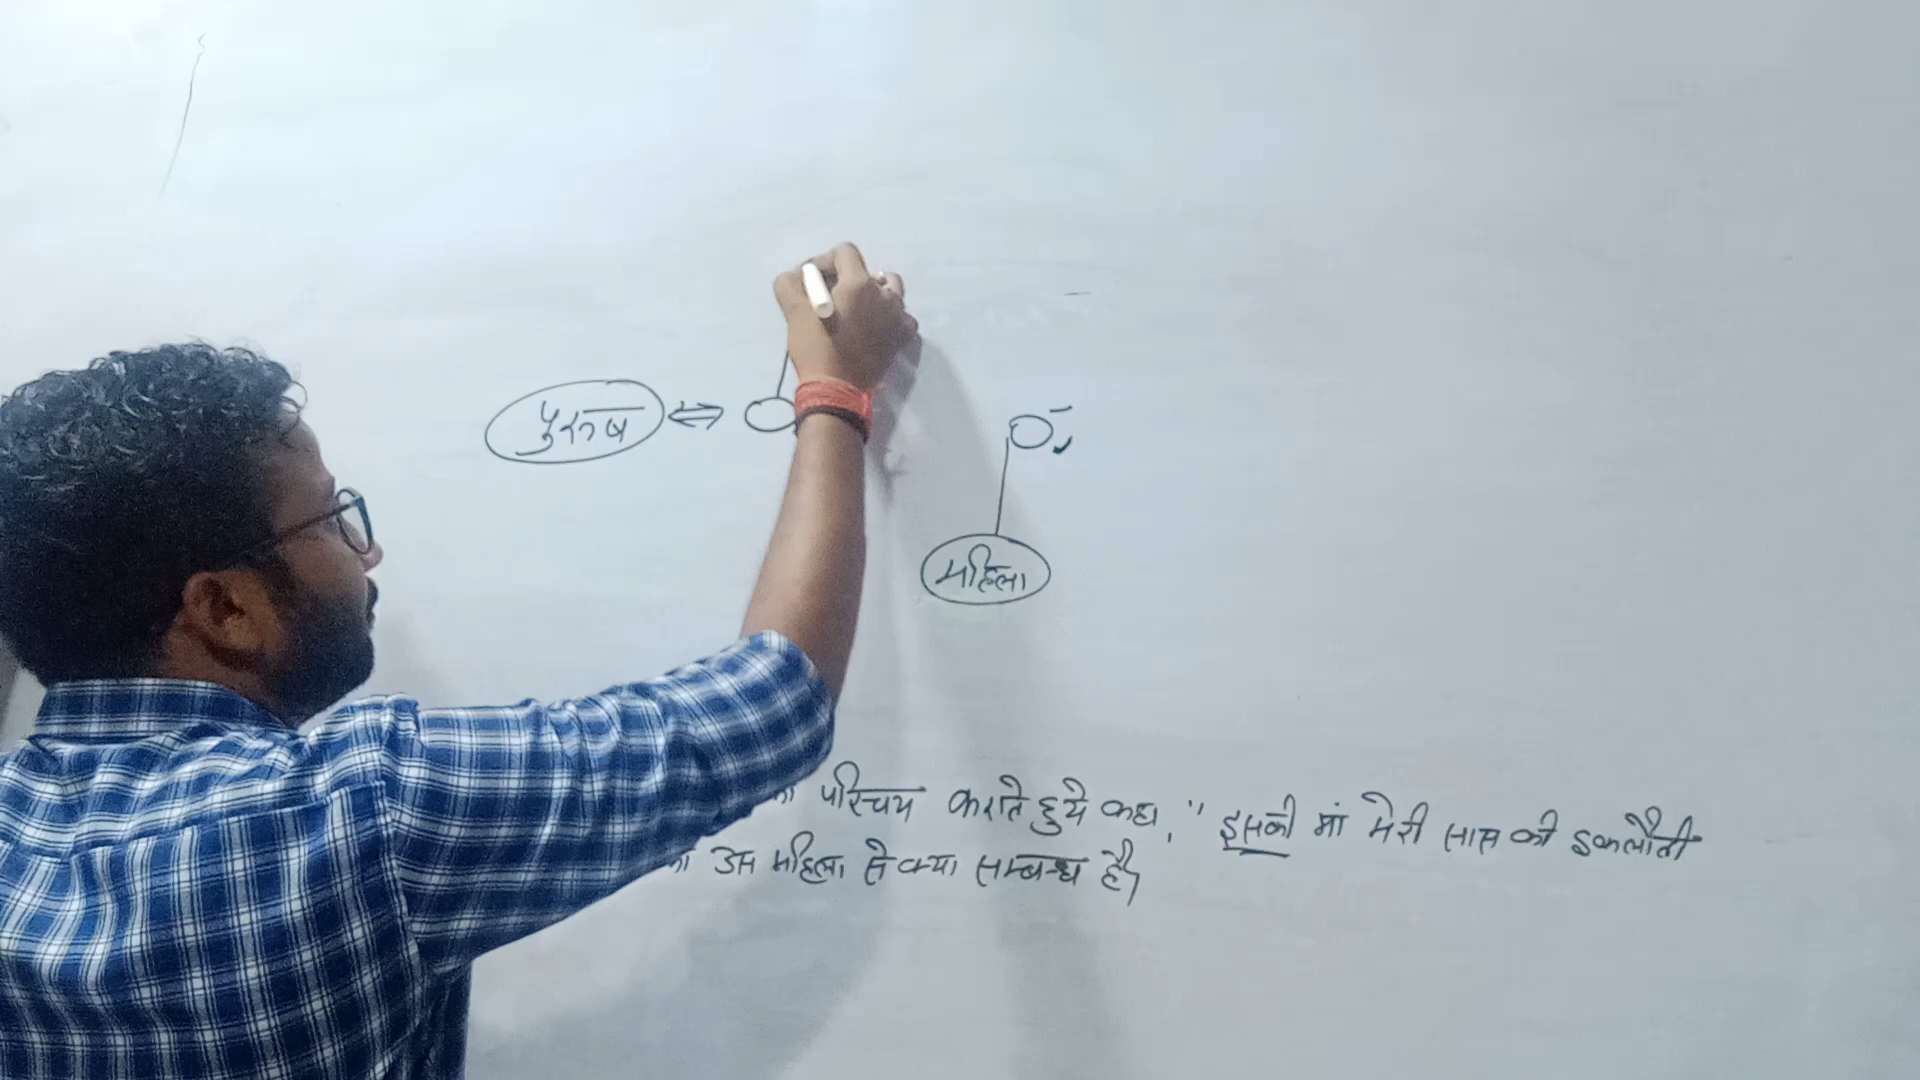 पुरुष
महिला
परिचय कराते हुये कहा, " इसकी मां मेरी सास की इकलौती
उस महिला से क्या सम्बन्ध है